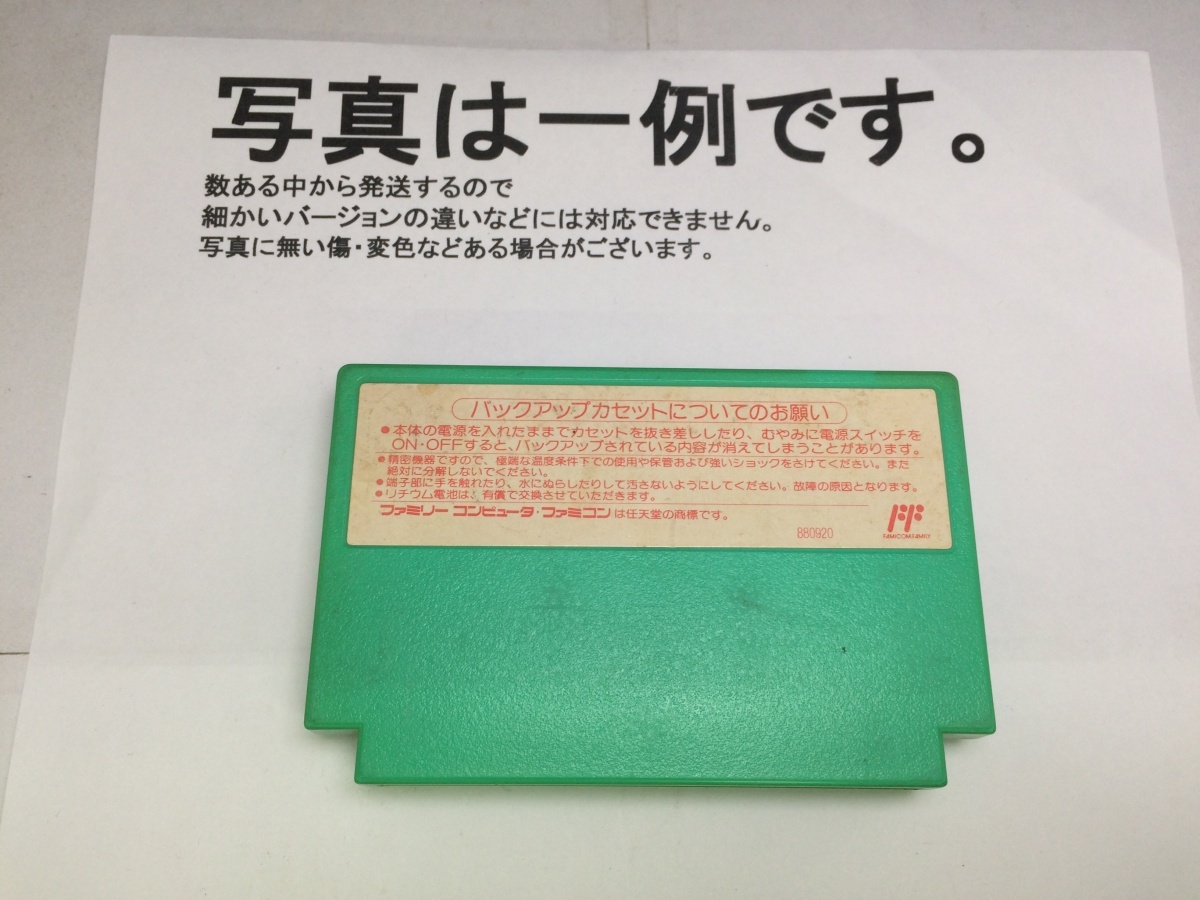 写真は一例です。
数ある中から発送するので
細かいバージョンの違いなどには対応できません。
写真に無い傷・変色などある場合がございます。
バックアップカセットについてのお願い
●本体の電源を入れたままでカセットを抜き差ししたり、むやみに電源スイッチを
ON・OFFすると、バックアップされている内容が消えてしまうことがあります。
●精密機器ですので、極端な温度条件下での使用や保管および強いショックをさけてください。また
絶対に分解しないでください。
●端子部に手を触れたり、水にぬらしたりして汚さないようにしてください。故障の原因となります。
●リチウム電池は、有償で交換させていただきます。
ファミリーコンピュータ・ファミコンは任天堂の商標です。
880920
FAMICOM FAMILY